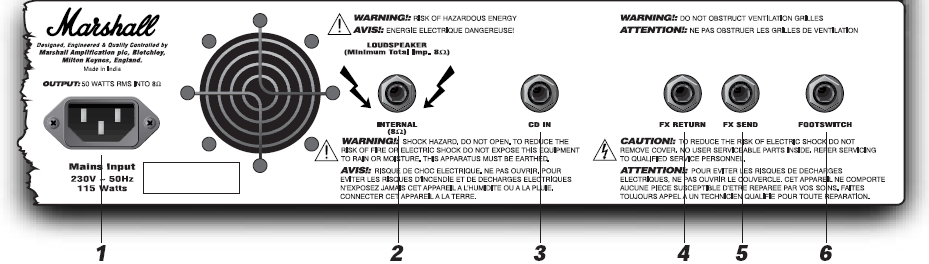 Marshall
Designed, Engineered & Quality Controlled by
Marshall Amplification plc, Bletchley,
Milton Keynes, England.
Made in India
OUTPUT: 50 WATTS RMS INTO 8Ω
Mains Input
230V ~ 50Hz
115 Watts
WARNING!: RISK OF HAZARDOUS ENERGY
AVIS!: ENERGIE ELECTRIQUE DANGEREUSE!
LOUDSPEAKER
(Minimum Total Imp. 8Ω)
INTERNAL
(8Ω)
CD IN
WARNING!: SHOCK HAZARD, DO NOT OPEN. TO REDUCE THE
RISK OF FIRE OR ELECTRIC SHOCK DO NOT EXPOSE THIS EQUIPMENT
TO RAIN OR MOISTURE. THIS APPARATUS MUST BE EARTHED.
AVIS!: RISQUE DE CHOC ELECTRIQUE, NE PAS OUVRIR. POUR
EVITER LES RISQUES D'INCENDIE ET DE DECHARGES ELECTRIQUES
N'EXPOSEZ JAMAIS CET APPAREIL A L'HUMIDITE OU A LA PLUIE.
CONNECTER CET APPAREIL A LA TERRE.
WARNING!: DO NOT OBSTRUCT VENTILATION GRILLES
ATTENTION!: NE PAS OBSTRUER LES GRILLES DE VENTILATION
FX RETURN
FX SEND
FOOTSWITCH
CAUTION!: TO REDUCE THE RISK OF ELECTRIC SHOCK DO NOT
REMOVE COVER. NO USER SERVICEABLE PARTS INSIDE. REFER SERVICING
TO QUALIFIED SERVICE PERSONNEL.
ATTENTION!: POUR EVITER LES RISQUES DE DECHARGES
ELECTRIQUES, NE PAS OUVRIR LE COUVERCLE. CET APPAREIL NE COMPORTE
AUCUNE PIECE SUSCEPTIBLE D'ETRE REPAREE PAR VOS SOINS. FAITES
TOUJOURS APPEL A UN TECHNICIEN QUALIFIE POUR TOUTE REPARATION.
1
2
3
4
5
6